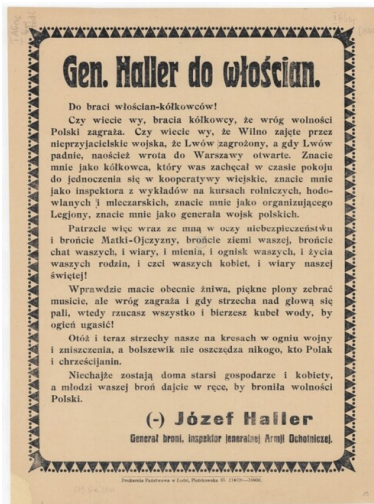 Gen. Haller do włościan.
Do braci włościan-kółkowców!
Czy wiecie wy, bracia kółkowcy, że wróg wolności
Polski zagraża. Czy wiecie wy, że Wilno zajęte przez
nieprzyjacielskie wojska, że Lwów zagrożony, a gdy Lwów
padnie, naoścież wrota do Warszawy otwarte. Znacie
mnie jako kółkowca, który was zachęcał w czasie pokoju
do jednoczenia się w kooperatywy wiejskie, znacie mnie
jako inspektora z wykładów na kursach rolniczych, hodo-
wlanych i mleczarskich, znacie mnie jako organizującego
Legjony, znacie mnie jako generała wojsk polskich.
Patrzcie więc wraz ze mną w oczy niebezpieczeństwu
i brońcie Matki-Ojczyzny, brońcie ziemi waszej, brońcie
chat waszych, i wiary, i mienia, i ognisk waszych, i życia
waszych rodzin, i czci waszych kobiet, i wiary naszej
świętej!
Wprawdzie macie obecnie żniwa, piękne plony zebrać
musicie, ale wróg zagraża i gdy strzecha nad głową się
pali, wtedy rzucasz wszystko i bierzesz kubeł wody, by
ogień ugasić!
Otóż i teraz strzechy nasze na kresach w ogniu wojny
i zniszczenia, a bolszewik nie oszczędza nikogo, kto Polak
i chrześcijanin.
Niechajże zostają doma starsi gospodarze i kobiety,
a młodzi waszej broń dajcie w ręce, by broniła wolności
Polski.
(-) Józef Haller
Generał broni, inspektor jeneralnej Armji Ochotniczej.
Drukarnia Państwowa w Łodzi, Piotrkowska 85.